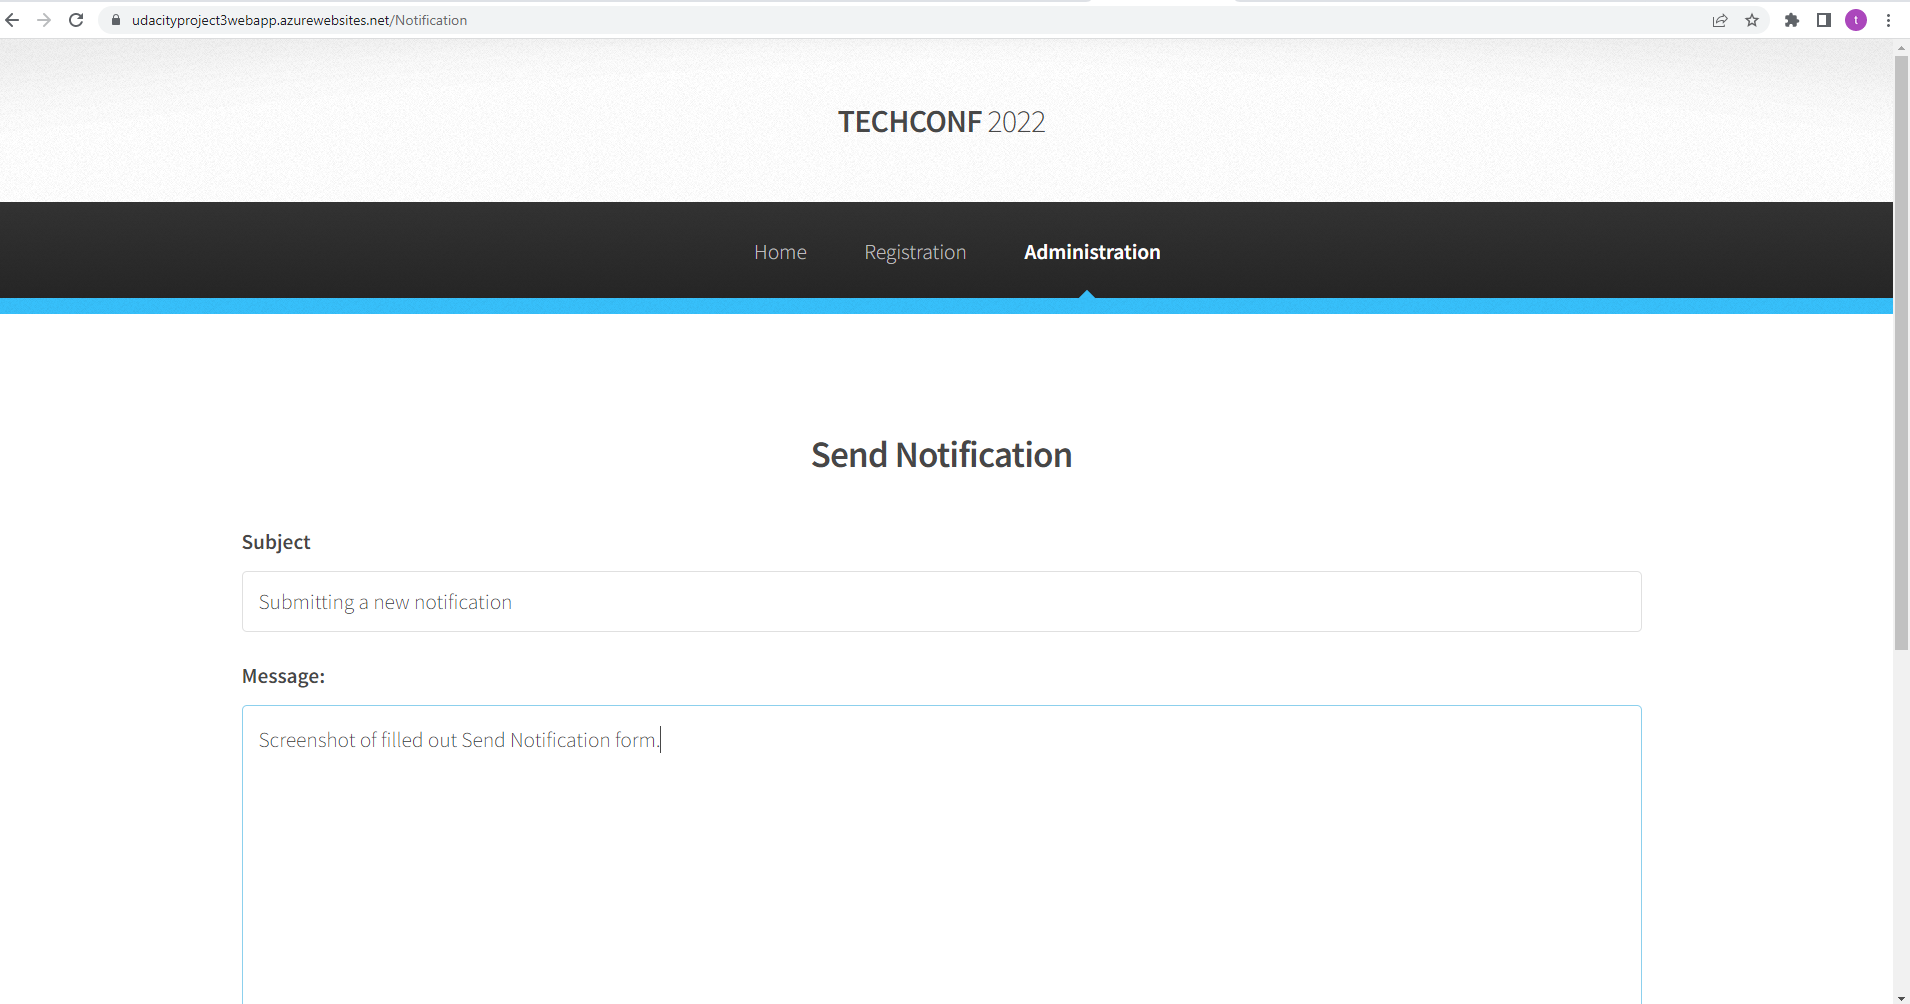 udacityproject3webapp.azurewebsites.net/Notification
t
TECHCONF 2022
Home Registration Administration
Send Notification
Subject
Submitting a new notification
Message:
Screenshot of filled out Send Notification form.